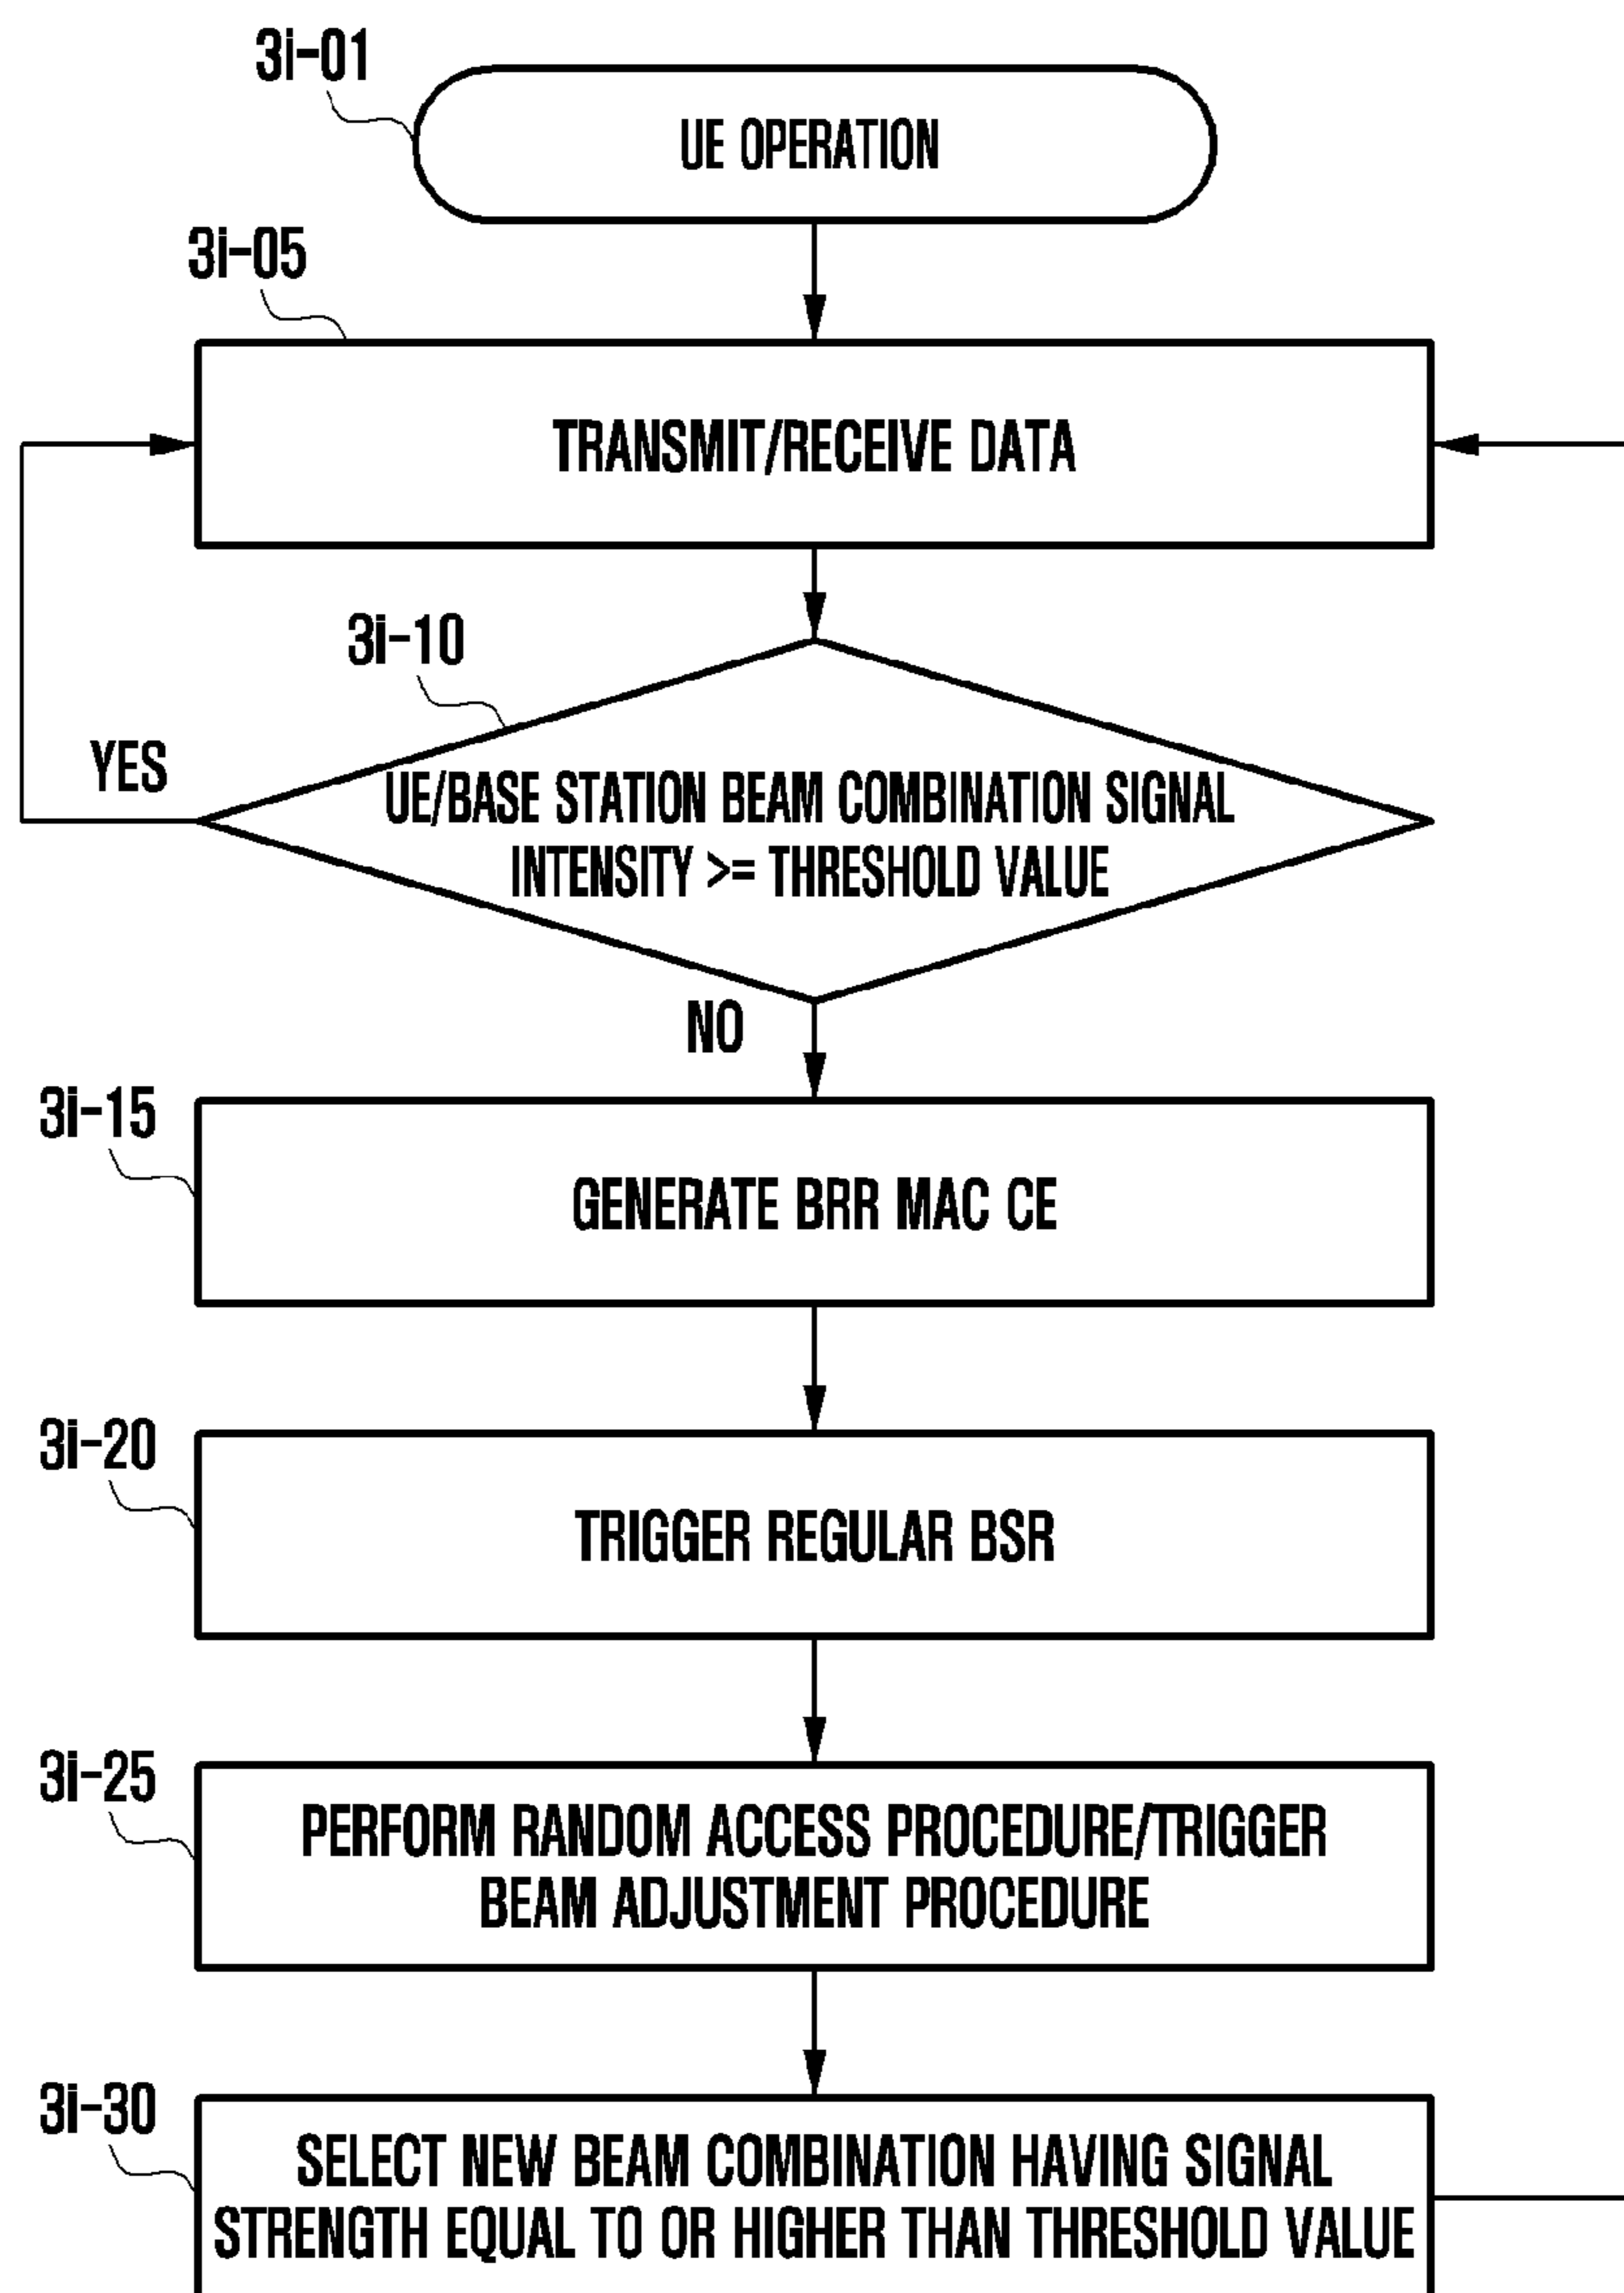 3i-01
UE OPERATION
3i-05
TRANSMIT/RECEIVE DATA
3i-10
YES
UE/BASE STATION BEAM COMBINATION SIGNAL
INTENSITY >= THRESHOLD VALUE
NO
3i-15
GENERATE BRR MAC CE
3i-20
TRIGGER REGULAR BSR
3i-25
PERFORM RANDOM ACCESS PROCEDURE/TRIGGER
BEAM ADJUSTMENT PROCEDURE
3i-30
SELECT NEW BEAM COMBINATION HAVING SIGNAL
STRENGTH EQUAL TO OR HIGHER THAN THRESHOLD VALUE